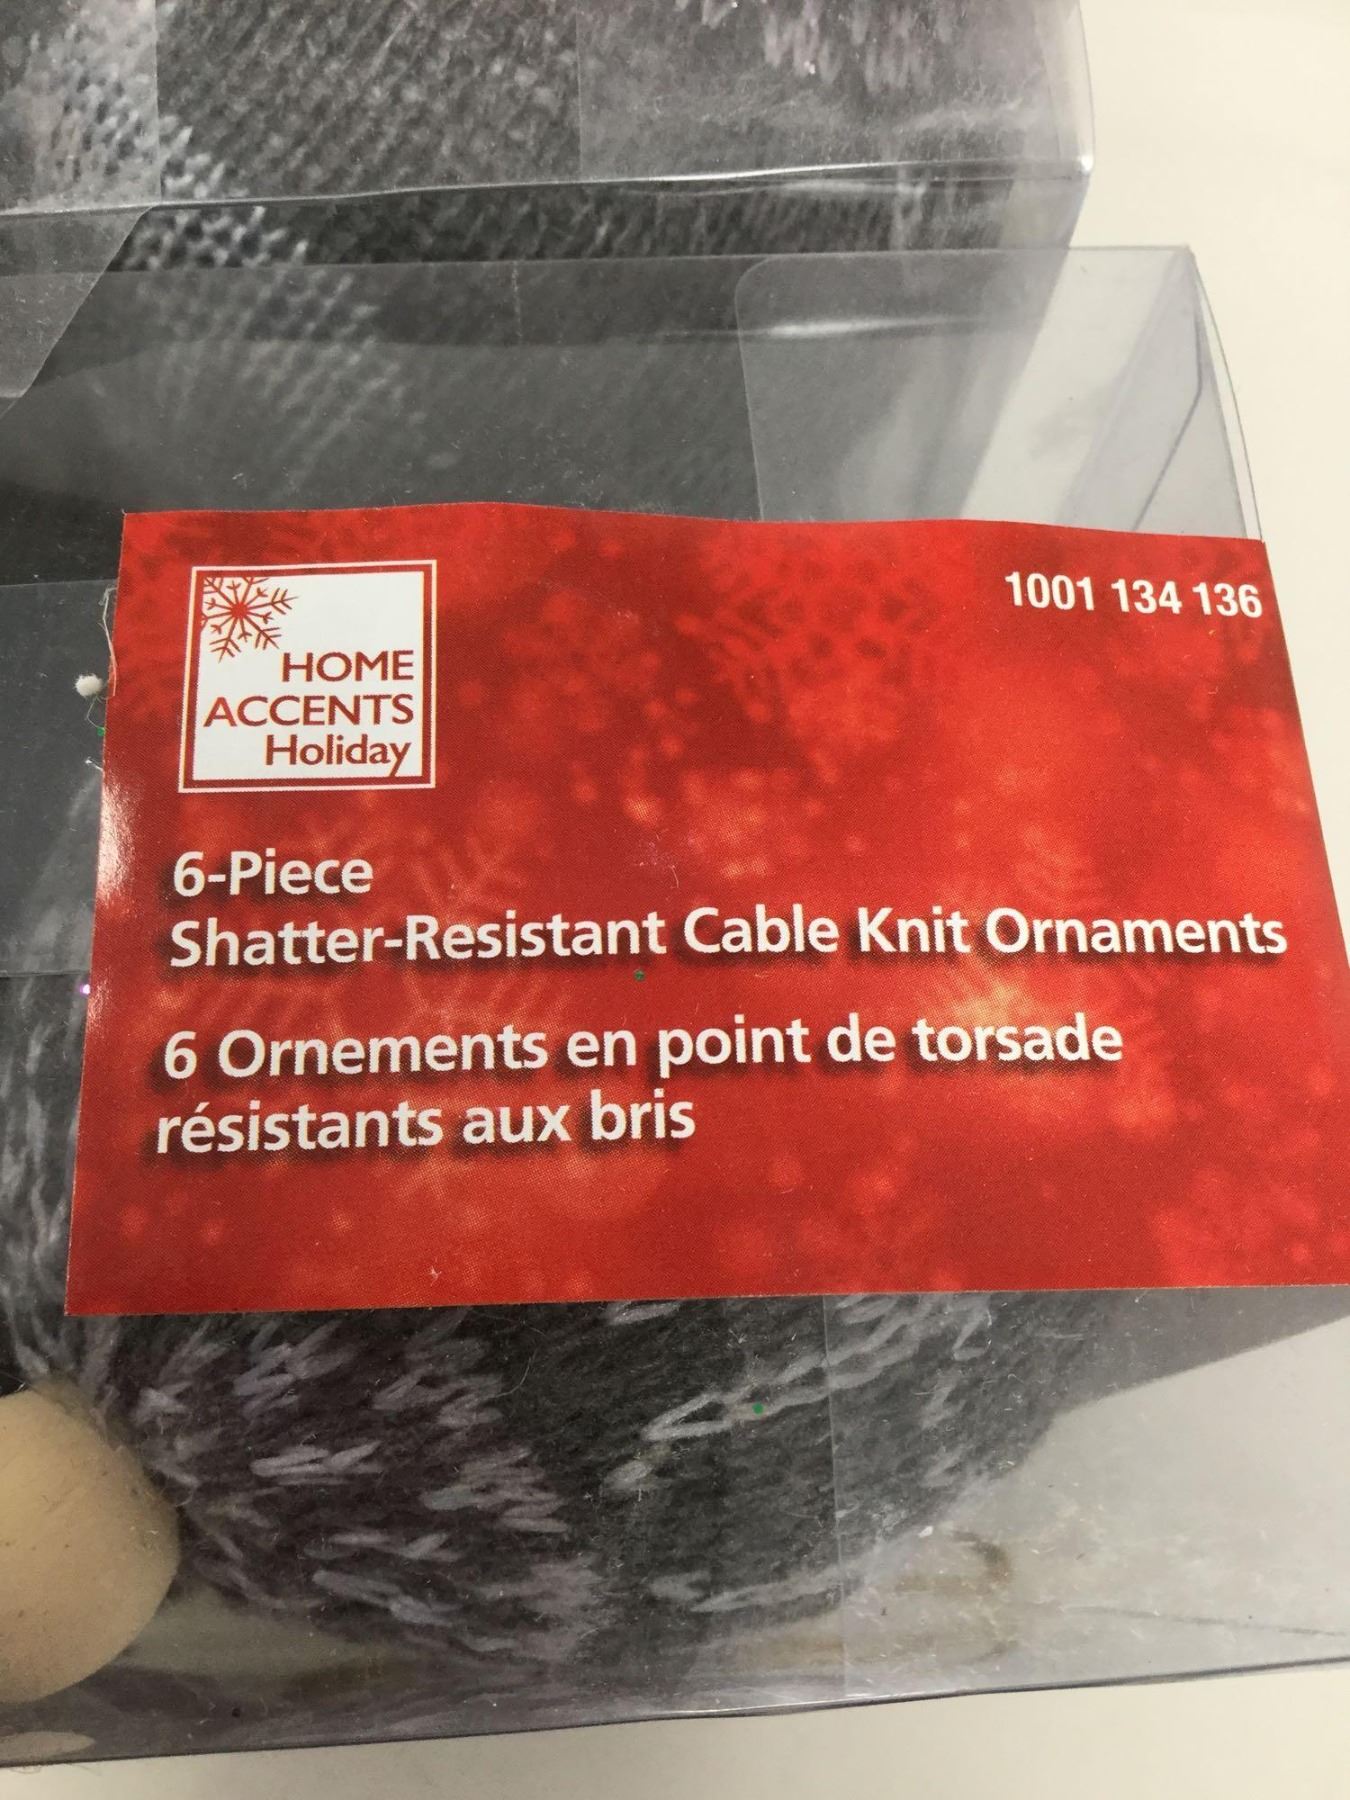 HOME
ACCENTS
Holiday
1001 134 136
6-Piece
Shatter-Resistant Cable Knit Ornaments
6 Ornements en point de torsade
résistants aux bris